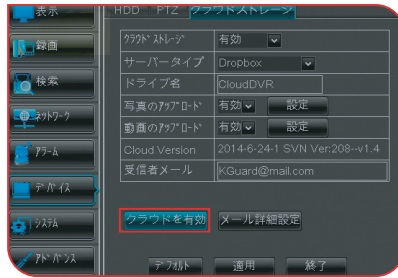 表示
HDD PTZ クラウドストレージ
録画
検索
ﾈｯﾄﾜｰｸ
ｱﾗｰﾑ
ﾃﾞﾊﾞｲｽ
ｼｽﾃﾑ
ｱﾄﾞﾊﾞﾝｽ
ｸﾗｳﾄﾞｽﾄﾚｰｼﾞ 有効
サーバータイプ Dropbox
ドライブ名 CloudDVR
写真のｱｯﾌﾟﾛｰﾄﾞ 有効 設定
動画のｱｯﾌﾟﾛｰﾄﾞ 有効 設定
Cloud Version 2014-6-24-1 SVN Ver:208--v1.4
受信者メール KGuard@mail.com
クラウドを有効 メール詳細設定
ﾃﾞﾌｫﾙﾄ 適用 終了